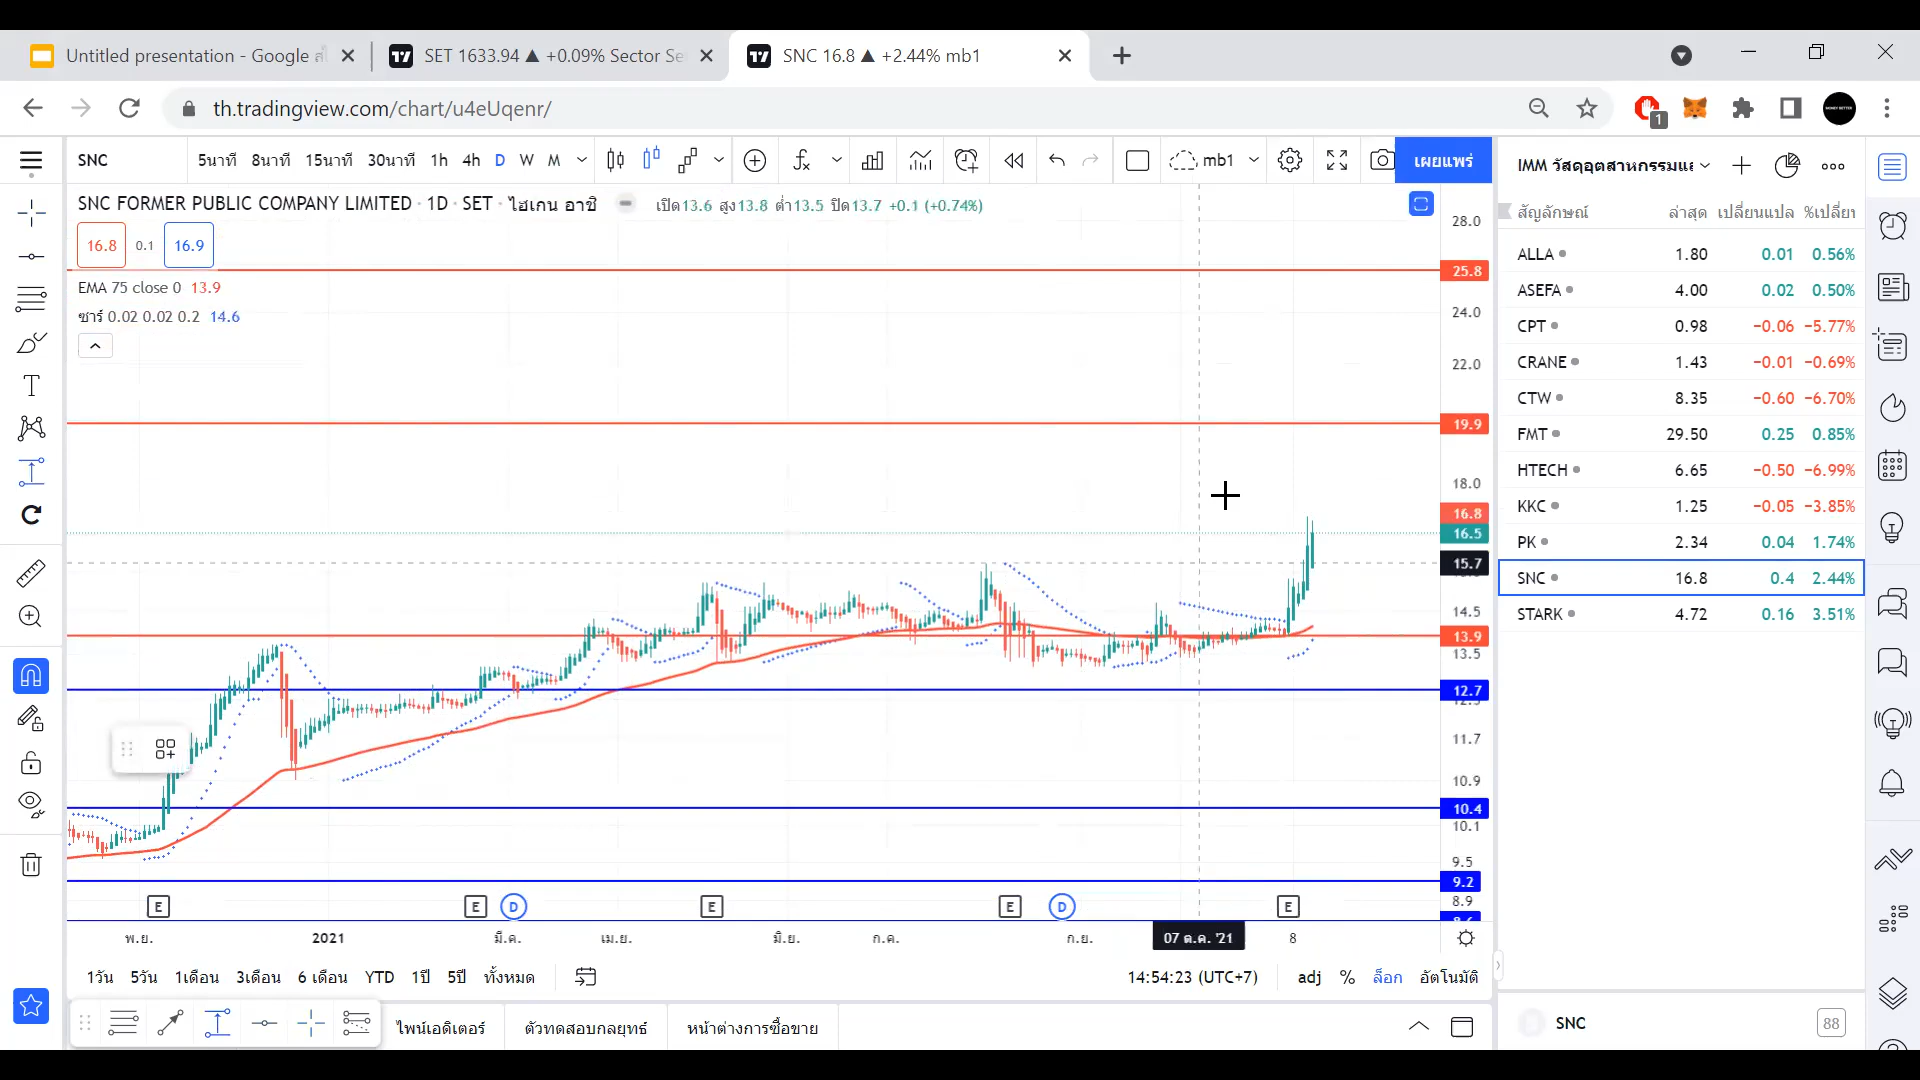 Untitled presentation - Google ส
SET 1633.94 ▲ +0.09% Sector Se
SNC 16.8 ▲ +2.44% mb1
th.tradingview.com/chart/u4eUqenr/
1
SNC
5นาที 8นาที 15นาที 30นาที 1h 4h D W M
mb1
เผยแพร่
IMM วัสดุอุตสาหกรรมแล
SNC FORMER PUBLIC COMPANY LIMITED · 1D · SET · ไฮเกน อาชิ
เปิด13.6 สูง13.8 ต่ำ13.5 ปิด13.7 +0.1 (+0.74%)
16.8 0.1 16.9
EMA 75 close 0 13.9
ซาร์ 0.02 0.02 0.2 14.6
28.0
25.8
24.0
22.0
19.9
18.0
16.8
16.5
15.7
14.5
13.9
13.5
12.7
11.7
10.9
10.4
10.1
9.5
9.2
8.9
E E D E E D E
พ.ย. 2021 มี.ค. เม.ย. มิ.ย. ก.ค. ก.ย. 07 ต.ค. '21 8
1วัน 5วัน 1เดือน 3เดือน 6 เดือน YTD 1ปี 5ปี ทั้งหมด
14:54:23 (UTC+7) adj % ล็อก อัตโนมัติ
ไพน์เอดิเตอร์ ตัวทดสอบกลยุทธ์ หน้าต่างการซื้อขาย
สัญลักษณ์ ล่าสุด เปลี่ยนแปล %เปลี่ยเ
ALLA 1.80 0.01 0.56%
ASEFA 4.00 0.02 0.50%
CPT 0.98 −0.06 −5.77%
CRANE 1.43 −0.01 −0.69%
CTW 8.35 −0.60 −6.70%
FMT 29.50 0.25 0.85%
HTECH 6.65 −0.50 −6.99%
KKC 1.25 −0.05 −3.85%
PK 2.34 0.04 1.74%
SNC 16.8 0.4 2.44%
STARK 4.72 0.16 3.51%
SNC
88